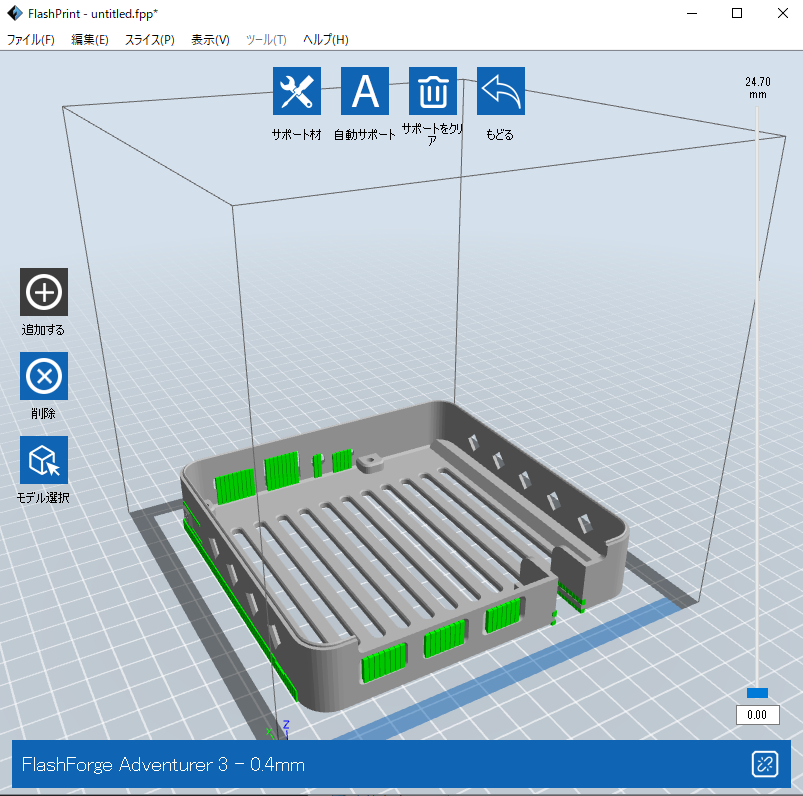 FlashPrint - untitled.fpp*
ファイル(F) 編集(E) スライス(P) 表示(V) ツール(T) ヘルプ(H)
24.70
mm
A
サポート材 自動サポート サポートをクリ
ア もどる
追加する
削除
モデル選択
0.00
Z
FlashForge Adventurer 3 - 0.4mm